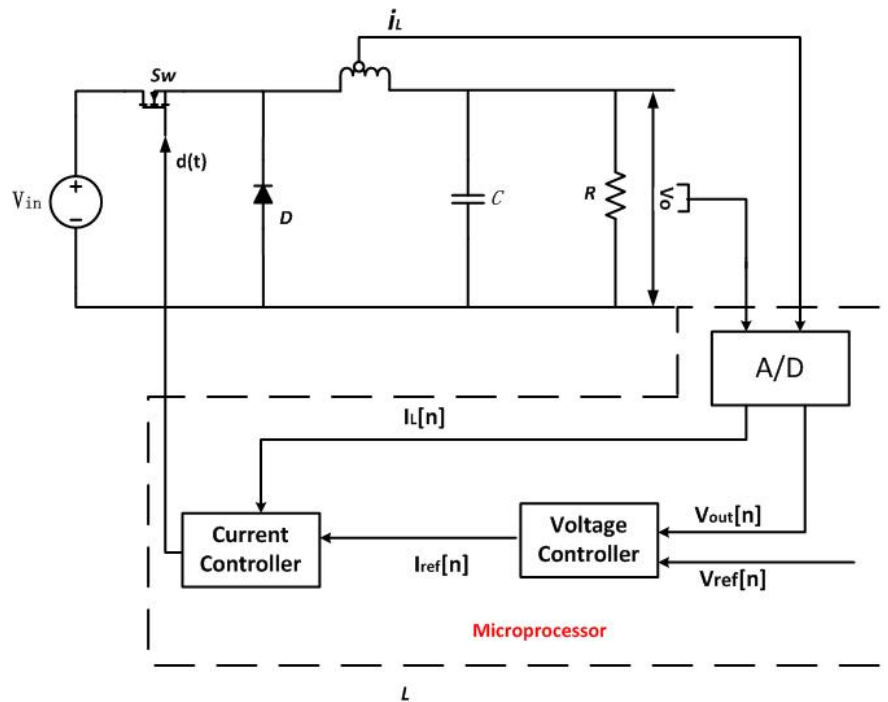 iL
Sw
d(t)
Vin
D
C
R
Vo
A/D
IL[n]
Current
Controller
Iref[n]
Voltage
Controller
Vout[n]
Vref[n]
Microprocessor
L